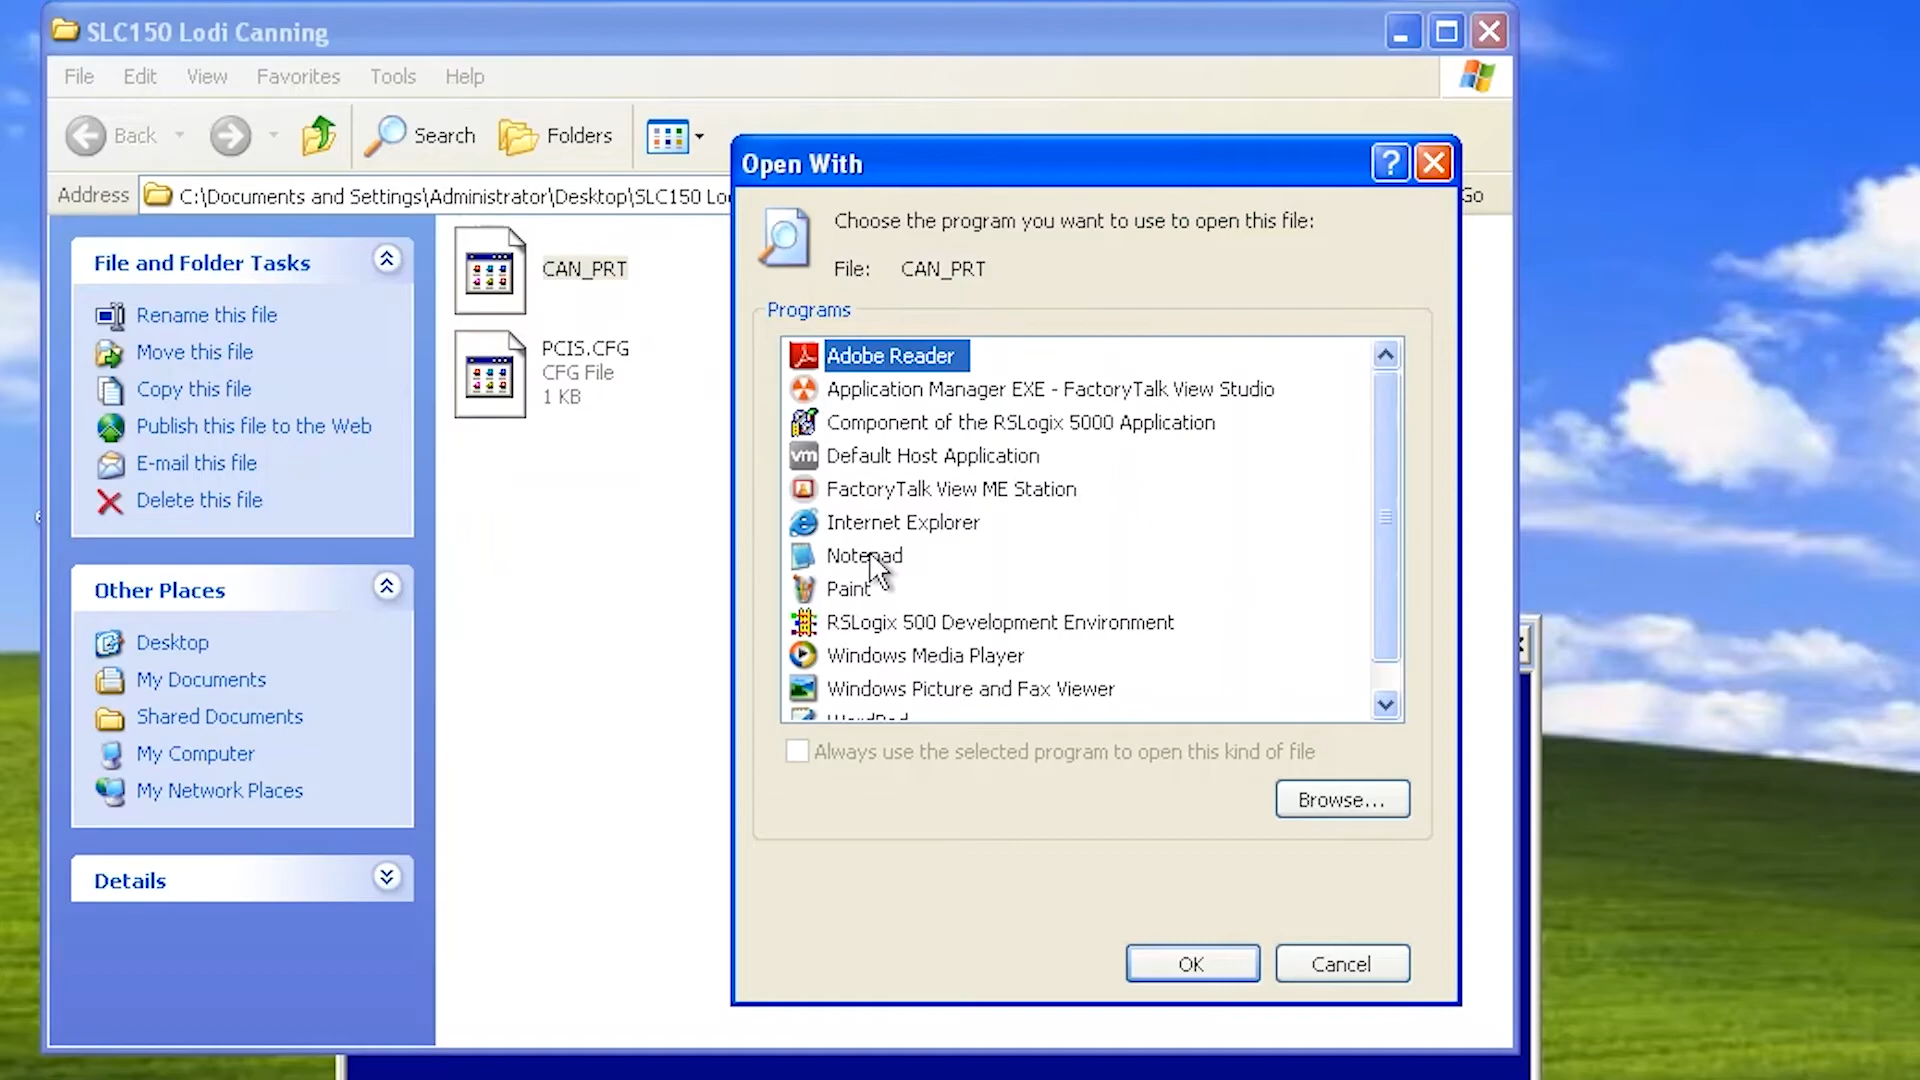 SLC150 Lodi Canning
File Edit View Favorites Tools Help
Back Search Folders
Address C:\Documents and Settings\Administrator\Desktop\SLC150 Lo Go
File and Folder Tasks
Rename this file
Move this file
Copy this file
Publish this file to the Web
E-mail this file
Delete this file
Other Places
Desktop
My Documents
Shared Documents
My Computer
My Network Places
Details
CAN_PRT
PCIS.CFG
CFG File
1 KB
Open With
Choose the program you want to use to open this file:
File: CAN_PRT
Programs
Adobe Reader
Application Manager EXE - FactoryTalk View Studio
Component of the RSLogix 5000 Application
vm Default Host Application
FactoryTalk View ME Station
Internet Explorer
Notepad
Paint
RSLogix 500 Development Environment
Windows Media Player
Windows Picture and Fax Viewer
WordPad
Always use the selected program to open this kind of file
Browse...
OK Cancel